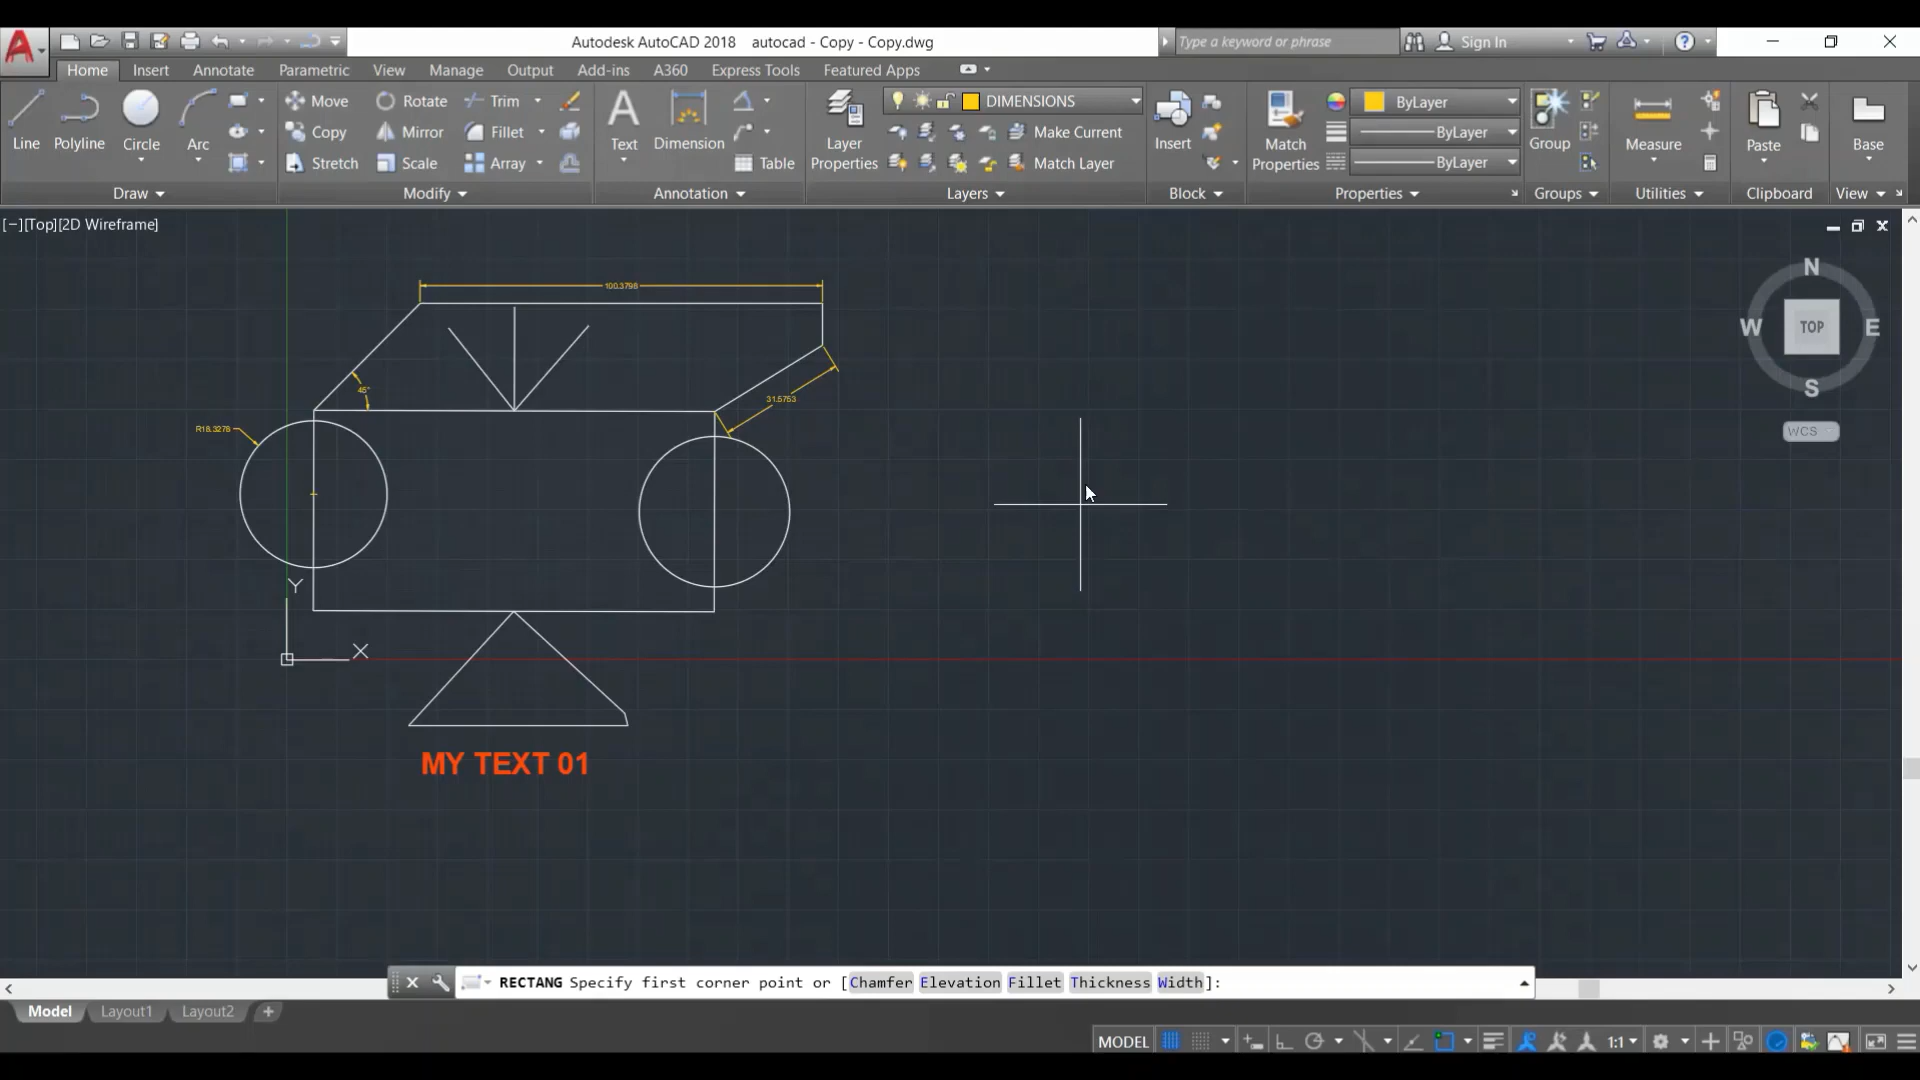 Autodesk AutoCAD 2018 autocad - Copy - Copy.dwg
Type a keyword or phrase
Sign In
Home Insert Annotate Parametric View Manage Output Add-ins A360 Express Tools Featured Apps
Line Polyline Circle Arc
Draw
Move Rotate Trim
Copy Mirror Fillet
Stretch Scale Array
Modify
Text Dimension Table
Annotation
Layer Properties
DIMENSIONS
Make Current
Match Layer
Layers
Insert
Block
Match Properties
ByLayer
ByLayer
ByLayer
Properties
Group
Groups
Measure
Utilities
Paste
Clipboard
Base
View
[−][Top][2D Wireframe]
N
W TOP E
S
WCS
100.3798
45°
31.5753
R18.3278
Y
X
MY TEXT 01
RECTANG Specify first corner point or [Chamfer Elevation Fillet Thickness Width]:
Model Layout1 Layout2 +
MODEL 1:1